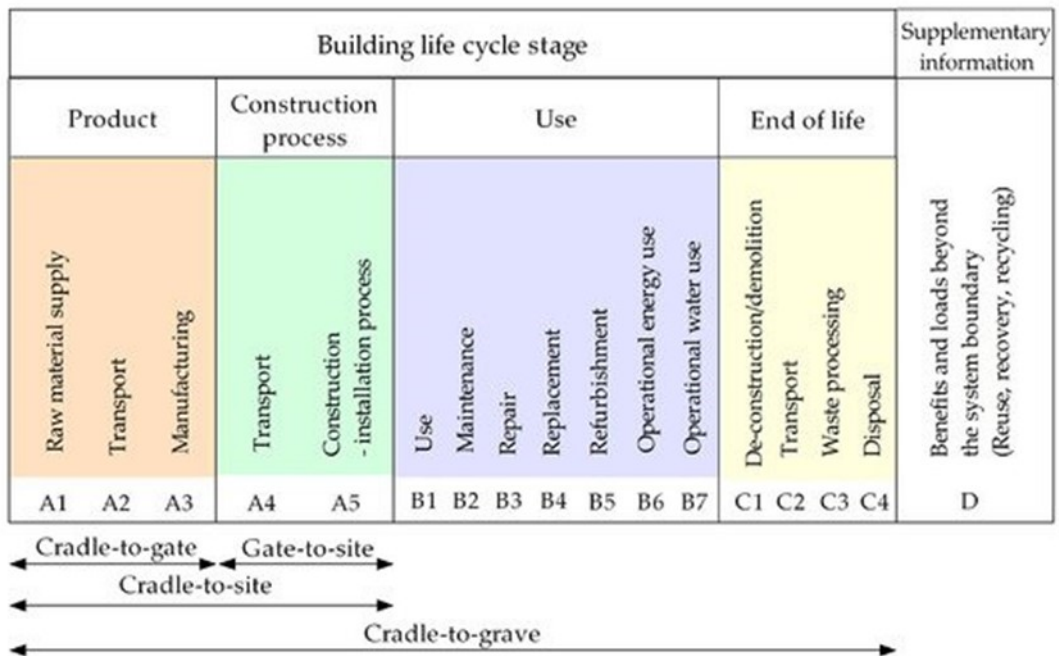 Building life cycle stage
Supplementary
information
Product
Construction
process
Use
End of life
Raw material supply
Transport
Manufacturing
Transport
Construction
- installation process
Use
Maintenance
Repair
Replacement
Refurbishment
Operational energy use
Operational water use
De-construction/demolition
Transport
Waste processing
Disposal
Benefits and loads beyond
the system boundary
(Reuse, recovery, recycling)
A1 A2 A3 A4 A5 B1 B2 B3 B4 B5 B6 B7 C1 C2 C3 C4 D
Cradle-to-gate Gate-to-site
Cradle-to-site
Cradle-to-grave